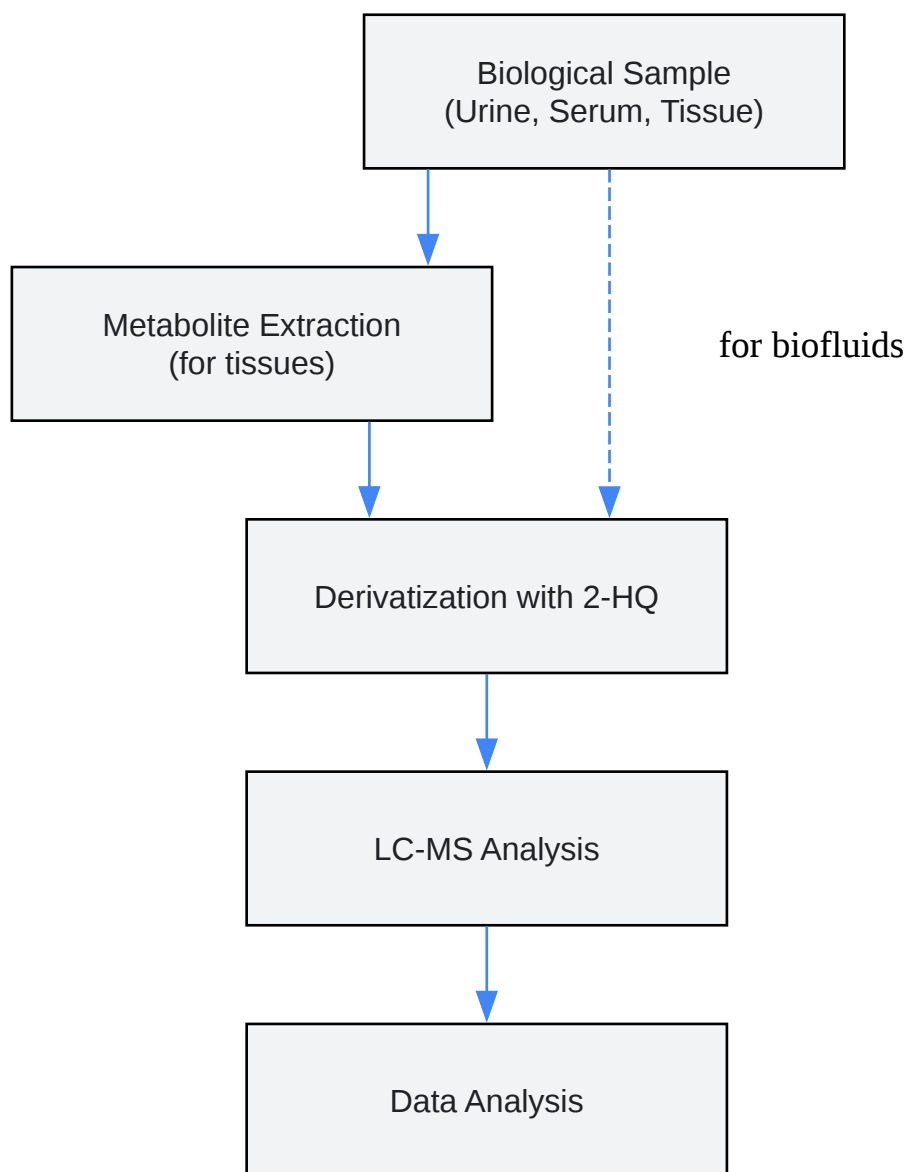 Biological Sample
(Urine, Serum, Tissue)
Metabolite Extraction
(for tissues)
for biofluids
Derivatization with 2-HQ
LC-MS Analysis
Data Analysis